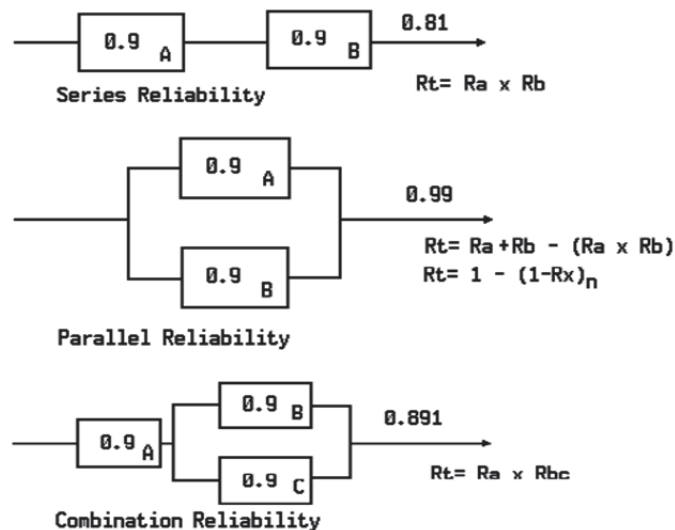 0.9 A
0.9 B
0.81
Rt= Ra x Rb
Series Reliability
0.9 A
0.99
Rt= Ra+Rb - (Ra x Rb)
0.9 B
Rt= 1 - (1-Rx)n
Parallel Reliability
0.9 B
0.891
0.9 A
Rt= Ra x Rbc
0.9 C
Combination Reliability